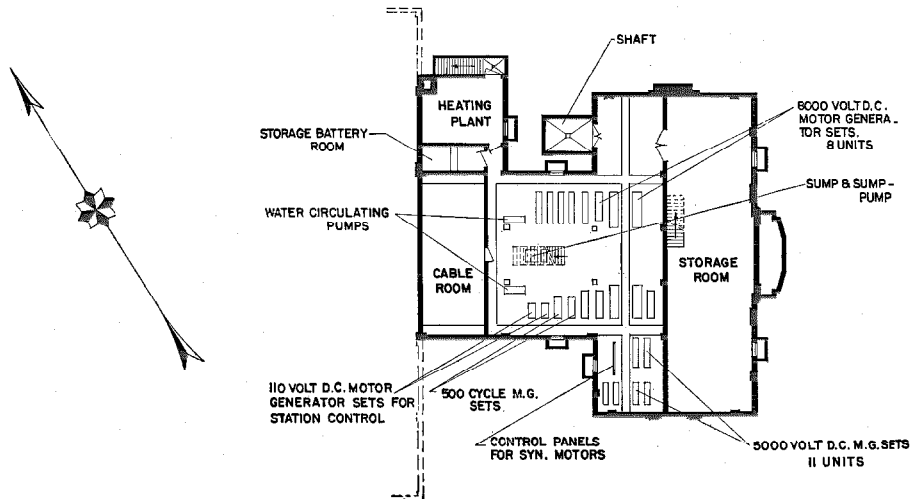 SHAFT
HEATING
PLANT
8000 VOLT D.C.
MOTOR GENERA-
TOR SETS.
8 UNITS
STORAGE BATTERY
ROOM
SUMP & SUMP-
PUMP
WATER CIRCULATING
PUMPS
CABLE
ROOM
STORAGE
ROOM
110 VOLT D.C. MOTOR
GENERATOR SETS FOR
STATION CONTROL
500 CYCLE M.G.
SETS.
CONTROL PANELS
FOR SYN. MOTORS
5000 VOLT D.C. M.G. SETS
11 UNITS